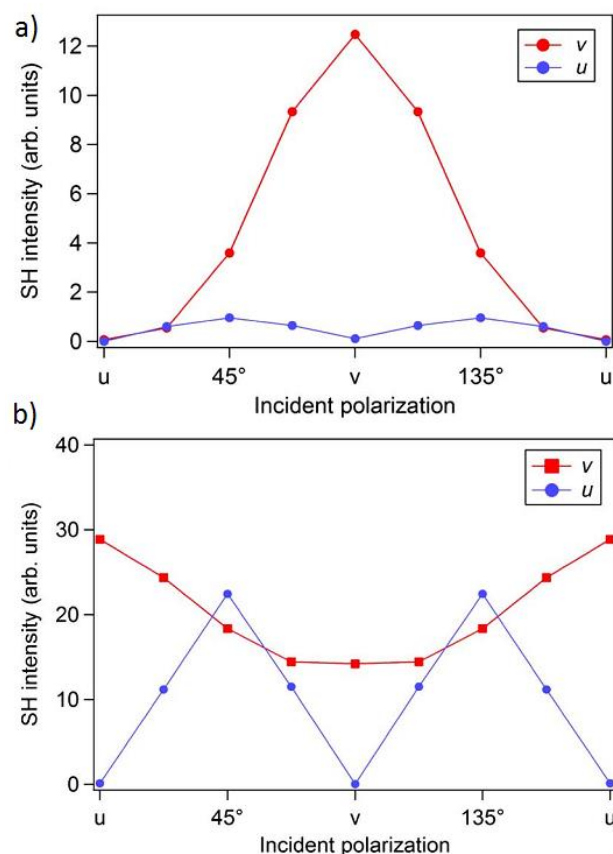 a)
12
10
8
6
4
2
0
SH intensity (arb. units)
v
u
u
45°
v
135°
u
Incident polarization
b)
40
30
20
10
0
SH intensity (arb. units)
v
u
u
45°
v
135°
u
Incident polarization